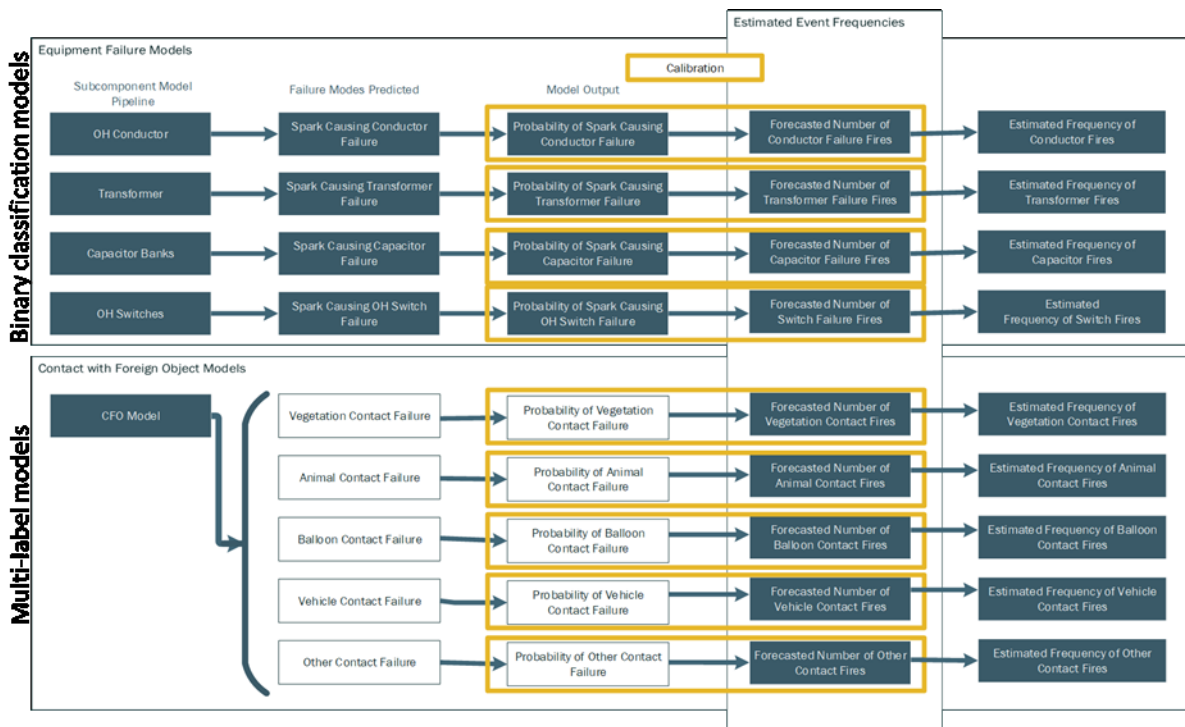 Estimated Event Frequencies
Binary classification models
Equipment Failure Models
Calibration
Subcomponent Model
Pipeline
Failure Modes Predicted
Model Output
OH Conductor
Spark Causing Conductor
Failure
Probability of Spark Causing
Conductor Failure
Forecasted Number of
Conductor Failure Fires
Estimated Frequency of
Conductor Fires
Transformer
Spark Causing Transformer
Failure
Probability of Spark Causing
Transformer Failure
Forecasted Number of
Transformer Failure Fires
Estimated Frequency of
Transformer Fires
Capacitor Banks
Spark Causing Capacitor
Failure
Probability of Spark Causing
Capacitor Failure
Forecasted Number of
Capacitor Failure Fires
Estimated Frequency of
Capacitor Fires
OH Switches
Spark Causing OH Switch
Failure
Probability of Spark Causing
OH Switch Failure
Forecasted Number of
Switch Failure Fires
Estimated
Frequency of Switch Fires
Multi-label models
Contact with Foreign Object Models
CFO Model
Vegetation Contact Failure
Probability of Vegetation
Contact Failure
Forecasted Number of
Vegetation Contact Fires
Estimated Frequency of
Vegetation Contact Fires
Animal Contact Failure
Probability of Animal
Contact Failure
Forecasted Number of
Animal Contact Fires
Estimated Frequency of Animal
Contact Fires
Balloon Contact Failure
Probability of Balloon
Contact Failure
Forecasted Number of
Balloon Contact Fires
Estimated Frequency of Balloon
Contact Fires
Vehicle Contact Failure
Probability of Vehicle
Contact Failure
Forecasted Number of
Vehicle Contact Fires
Estimated Frequency of Vehicle
Contact Fires
Other Contact Failure
Probability of Other Contact
Failure
Forecasted Number of Other
Contact Fires
Estimated Frequency of Other
Contact Fires